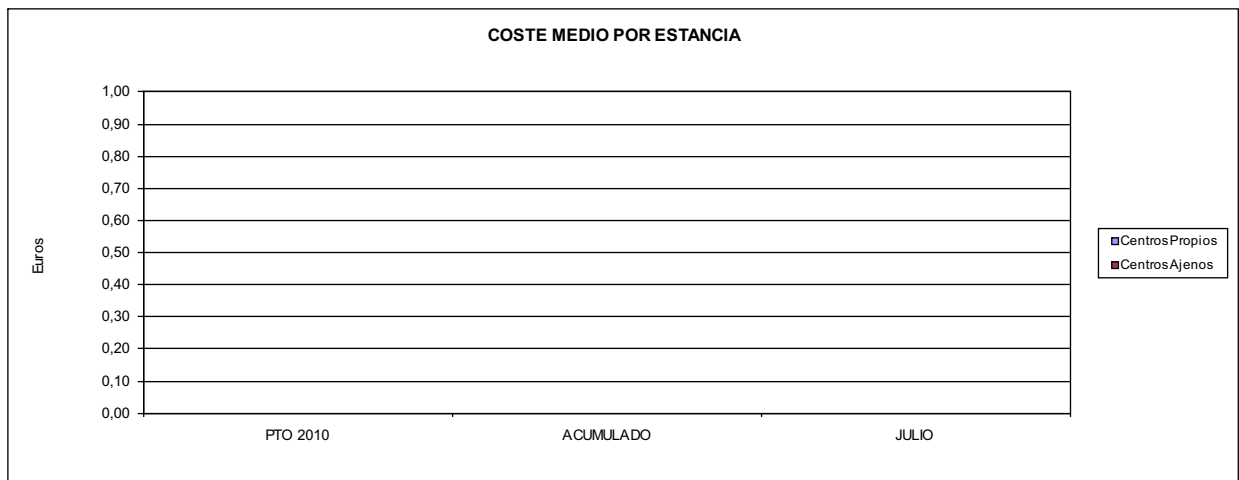 COSTE MEDIO POR ESTANCIA
1,00
0,90
0,80
0,70
0,60
0,50
0,40
0,30
0,20
0,10
0,00
Euros
PTO 2010
ACUMULADO
JULIO
Centros Propios
Centros Ajenos